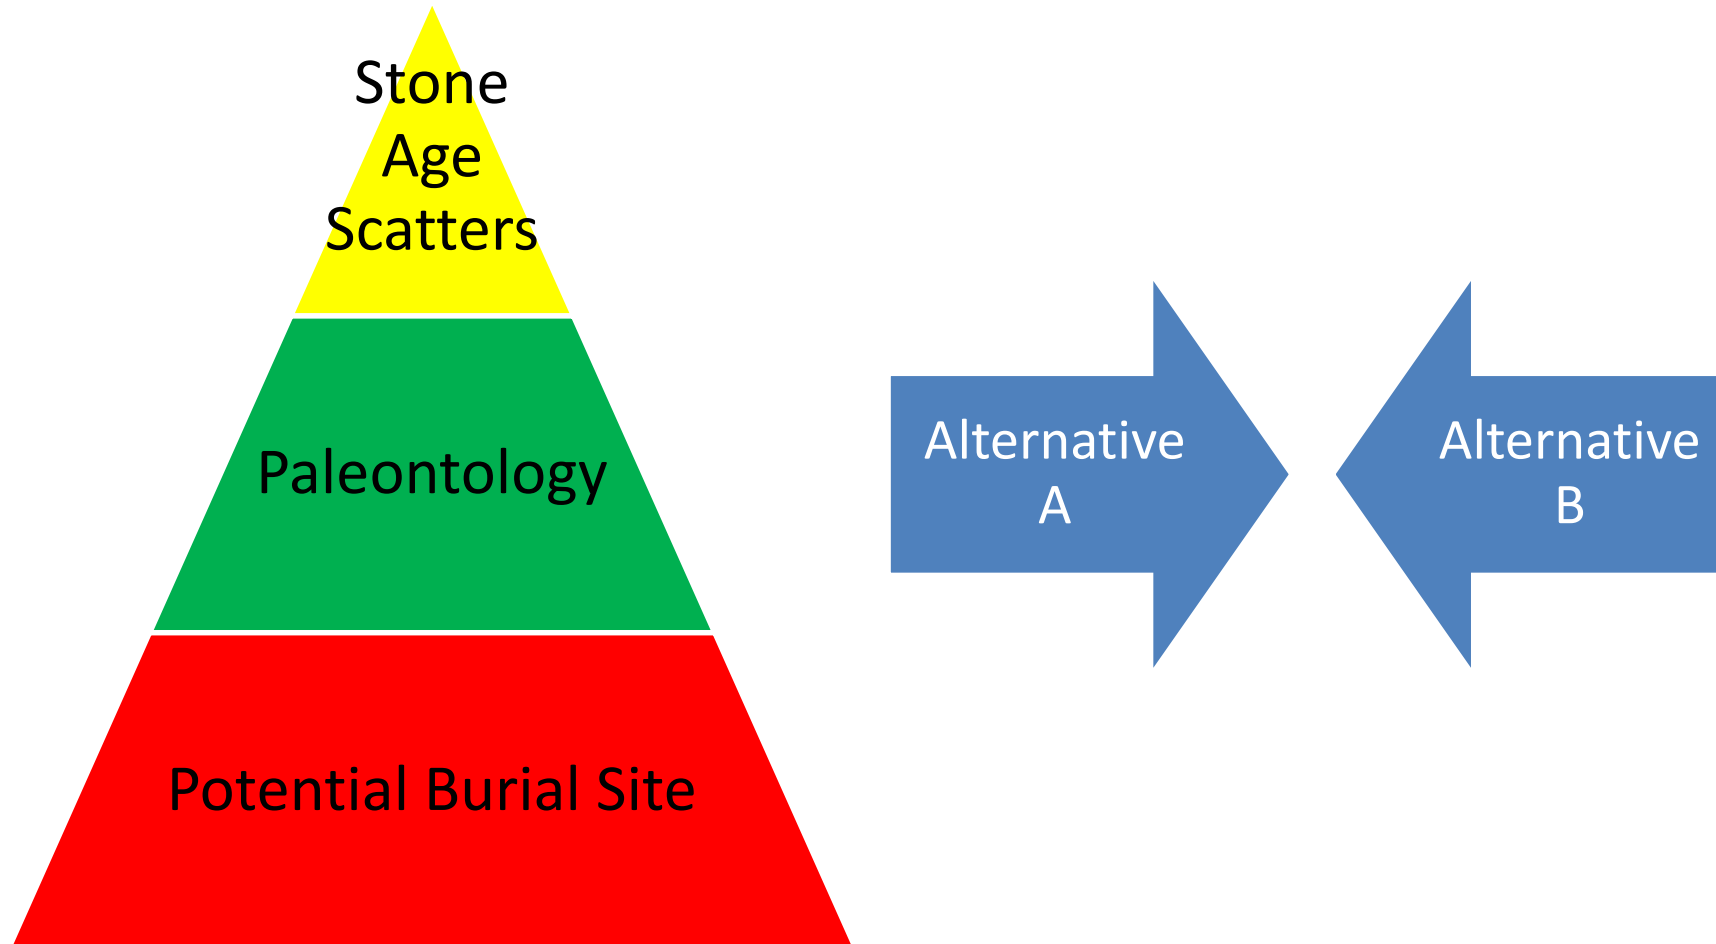 Stone
Age
Scatters
Paleontology
Potential Burial Site
Alternative
A
Alternative
B